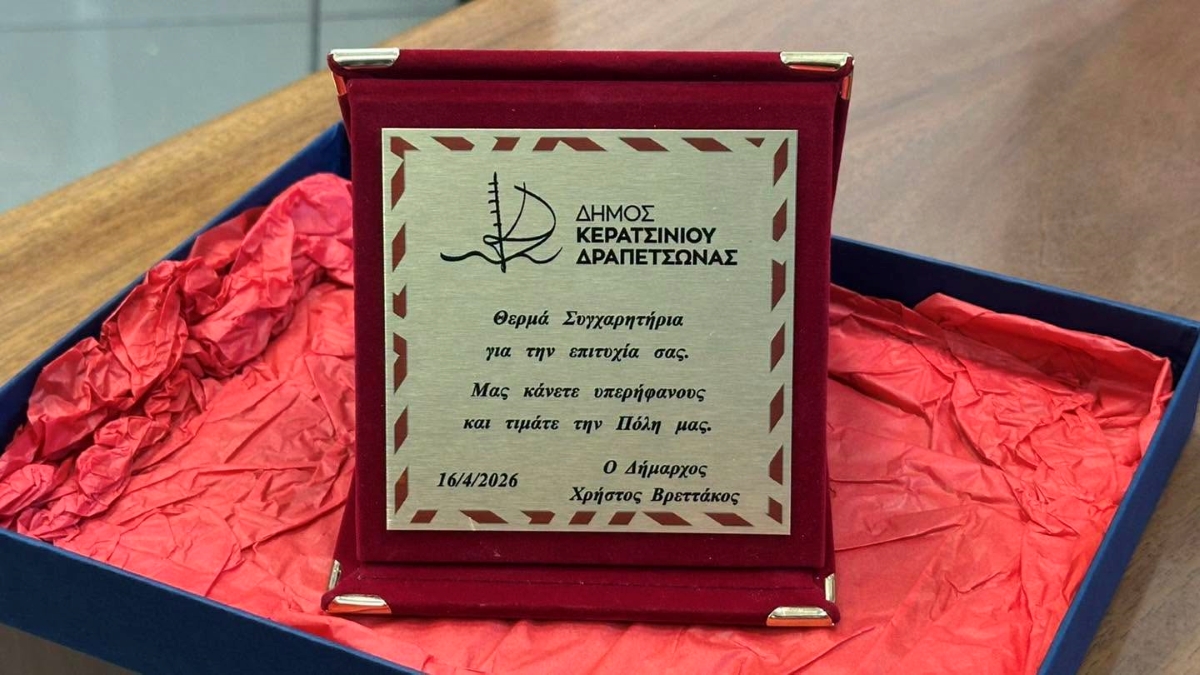 ΔΗΜΟΣ
ΚΕΡΑΤΣΙΝΙΟΥ
ΔΡΑΠΕΤΣΩΝΑΣ
Θερμά Συγχαρητήρια
για την επιτυχία σας.
Μας κάνετε υπερήφανους
και τιμάτε την Πόλη μας.
16/4/2026
Ο Δήμαρχος
Χρήστος Βρεττάκος